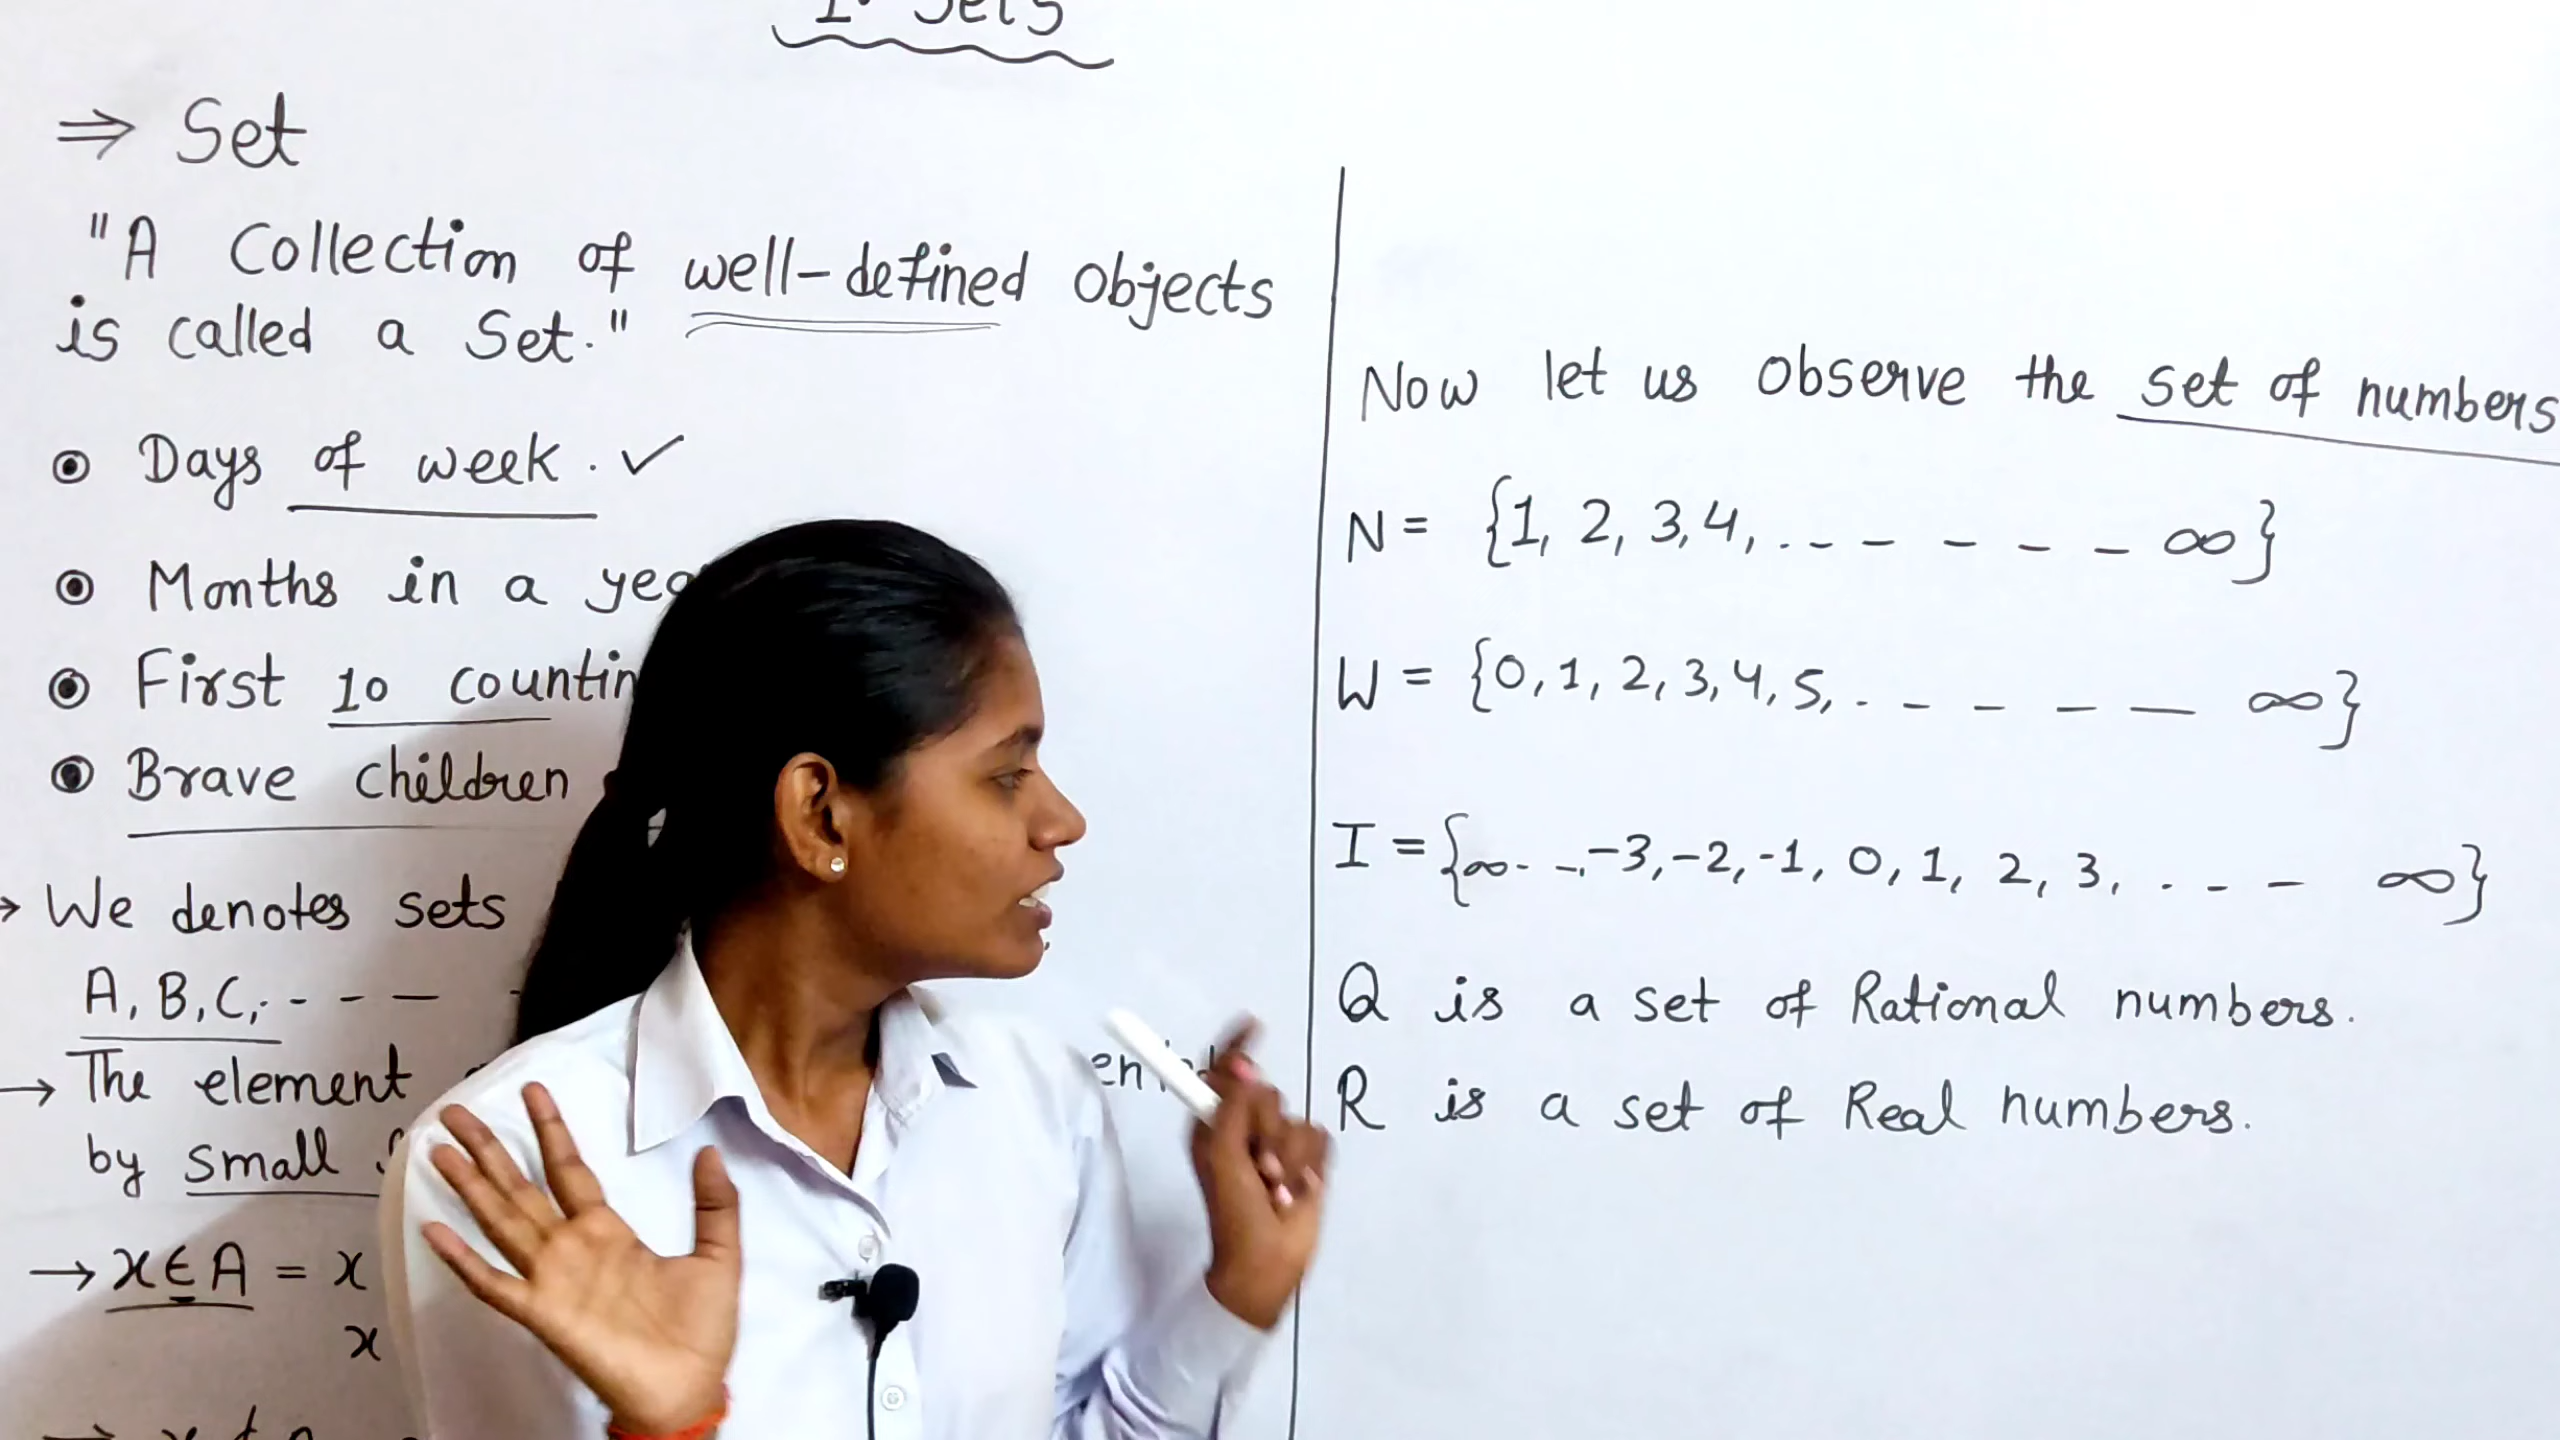 1. Sets
⇒ Set
"A Collection of well-defined objects
is called a Set."
Days of week. ✓
Months in a
First 10
Brave children
→ We denotes sets
A, B, C, - - - -
→ The element
by small
→ x∈A = x
x
Now let us observe the set of numbers
N = {1, 2, 3, 4, . - - - - - ∞}
W = {0, 1, 2, 3, 4, 5, . - - - - ∞}
I = {∞ - -, -3, -2, -1, 0, 1, 2, 3, . - - ∞}
Q is a set of Rational numbers.
R is a set of Real numbers.